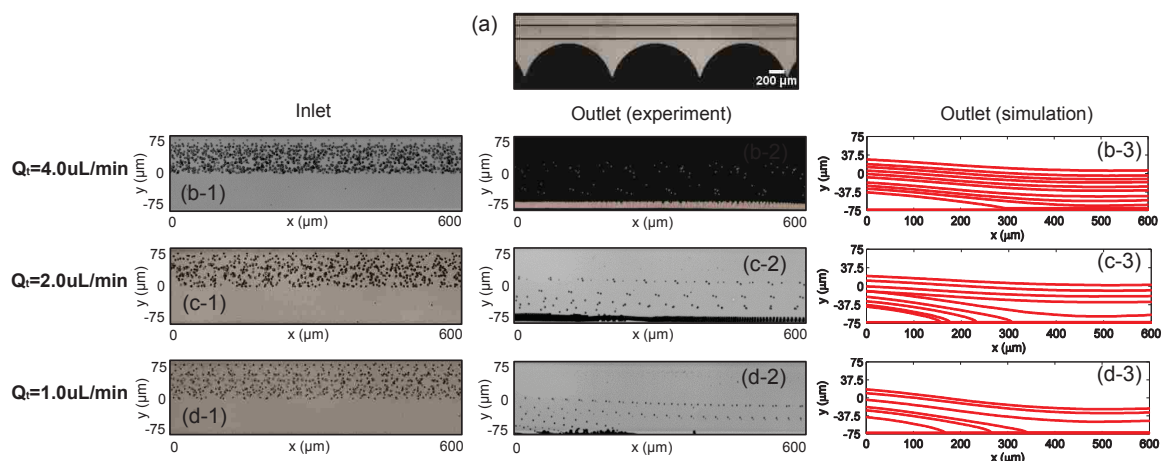 (a)
200 µm
Inlet
Outlet (experiment)
Outlet (simulation)
Qt=4.0uL/min
y (µm)
75
0
-75
(b-1)
0
600
x (µm)
y (µm)
75
0
-75
(b-2)
0
600
x (µm)
y (µm)
75
37.5
0
-37.5
-75
(b-3)
0 100 200 300 400 500 600
x (µm)
Qt=2.0uL/min
y (µm)
75
0
-75
(c-1)
0
600
x (µm)
y (µm)
75
0
-75
(c-2)
0
600
x (µm)
y (µm)
75
37.5
0
-37.5
-75
(c-3)
0 100 200 300 400 500 600
x (µm)
Qt=1.0uL/min
y (µm)
75
0
-75
(d-1)
0
600
x (µm)
y (µm)
75
0
-75
(d-2)
0
600
x (µm)
y (µm)
75
37.5
0
-37.5
-75
(d-3)
0 100 200 300 400 500 600
x (µm)